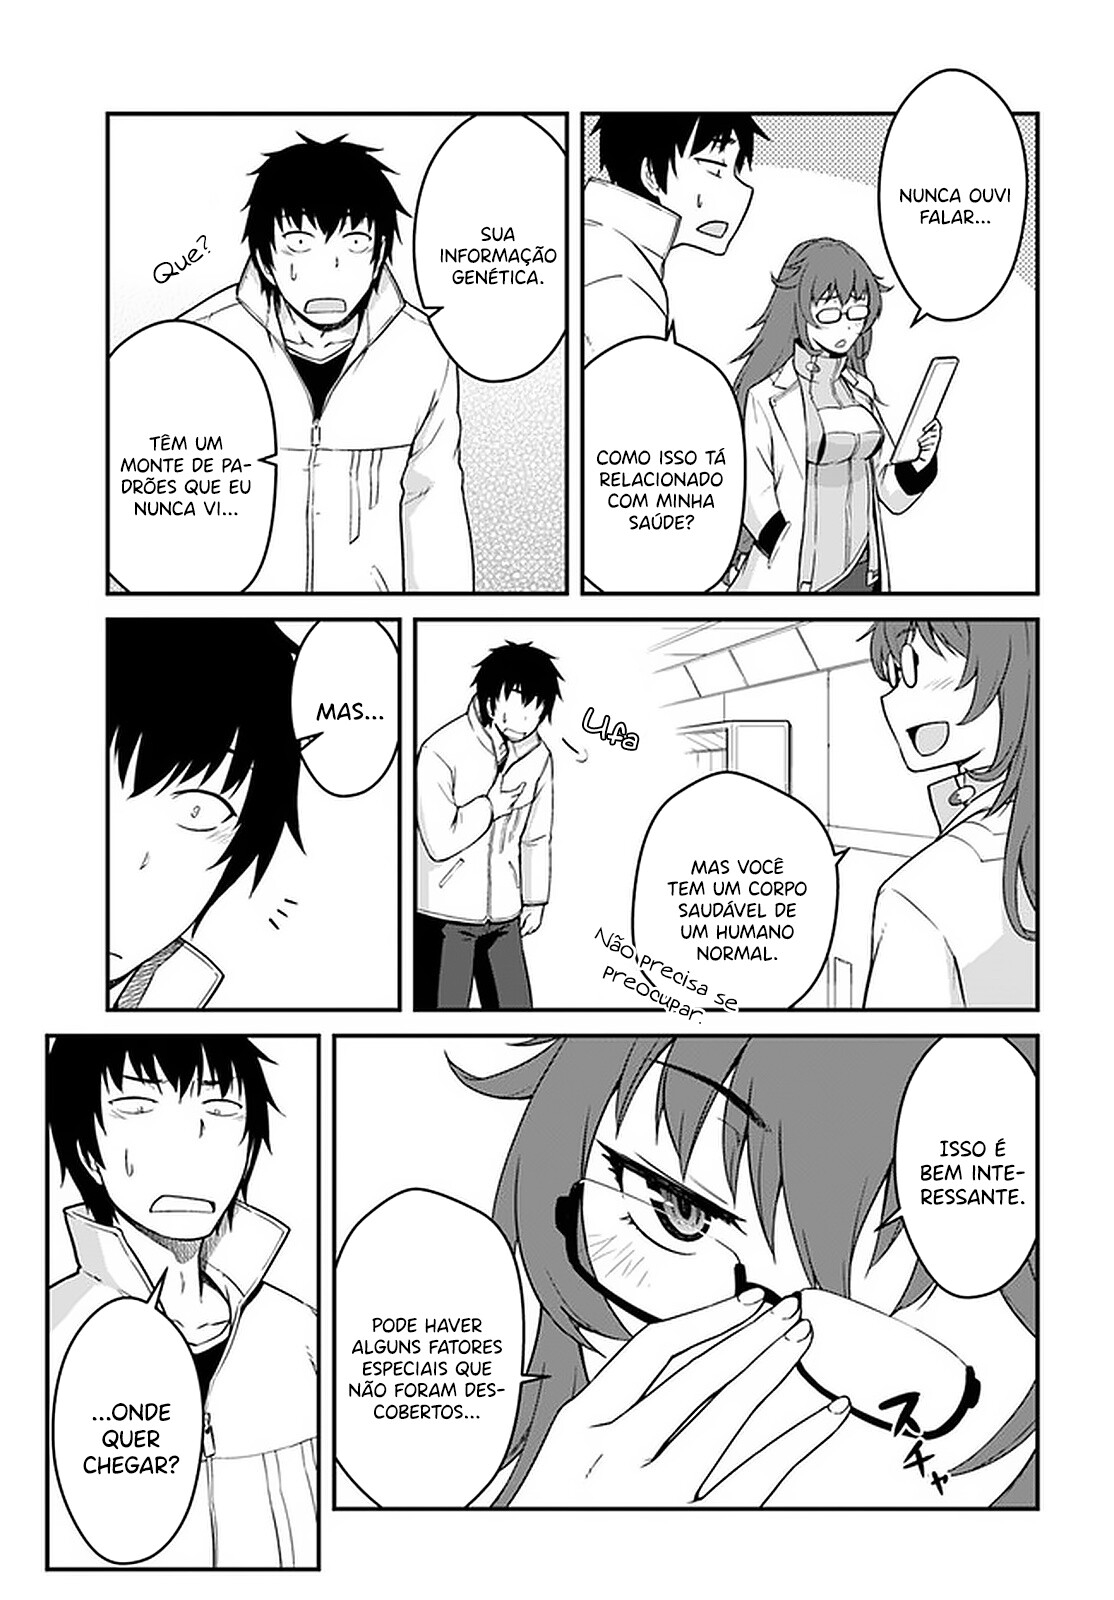 NUNCA OUVI
FALAR...
COMO ISSO TÁ
RELACIONADO
COM MINHA
SAÚDE?
SUA
INFORMAÇÃO
GENÉTICA.
Que?
TÊM UM
MONTE DE PA-
DRÕES QUE EU
NUNCA VI...
MAS VOCÊ
TEM UM CORPO
SAUDÁVEL DE
UM HUMANO
NORMAL.
Não precisa se
preocupar.
Ufa
MAS...
ISSO É
BEM INTE-
RESSANTE.
PODE HAVER
ALGUNS FATORES
ESPECIAIS QUE
NÃO FORAM DES-
COBERTOS...
スチャ
...ONDE
QUER
CHEGAR?